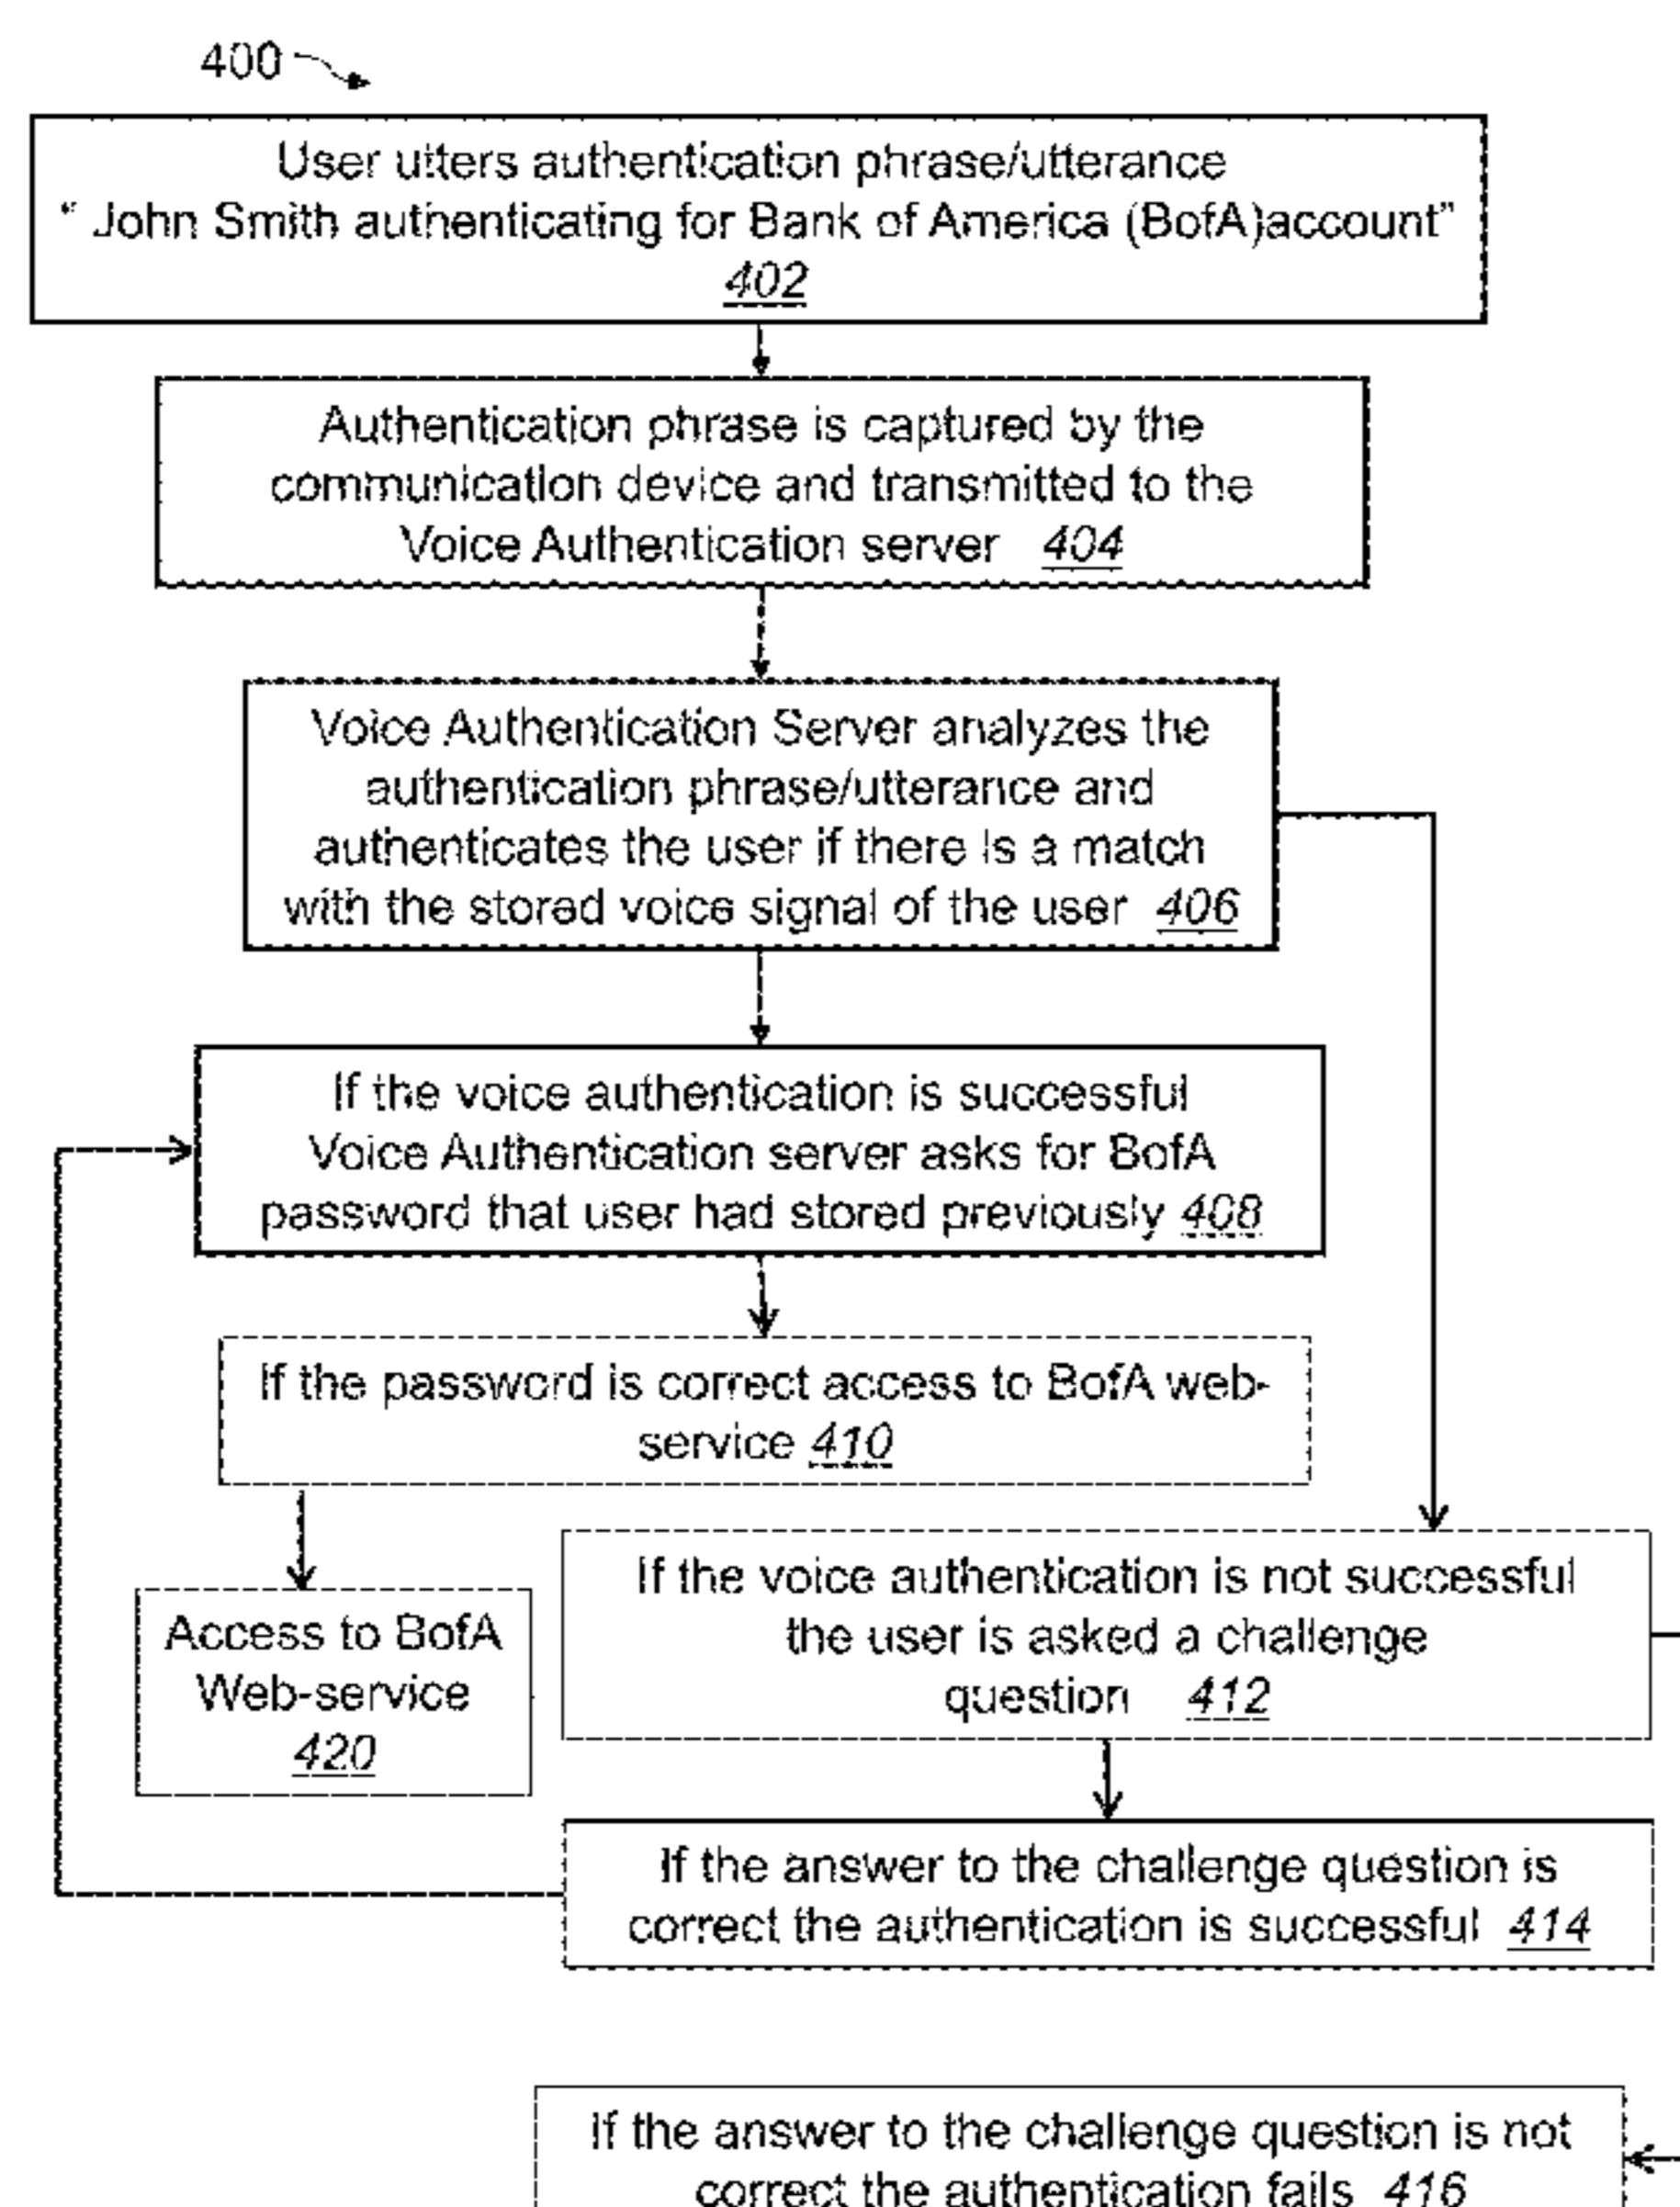 400
User utters authentication phrase/utterance
“ John Smith authenticating for Bank of America (BofA)account”
402
Authentication phrase is captured by the
communication device and transmitted to the
Voice Authentication server 404
Voice Authentication Server analyzes the
authentication phrase/utterance and
authenticates the user if there is a match
with the stored voice signal of the user 406
If the voice authentication is successful
Voice Authentication server asks for BofA
password that user had stored previously 408
If the password is correct access to BofA web-
service 410
Access to BofA
Web-service
420
If the voice authentication is not successful
the user is asked a challenge
question 412
If the answer to the challenge question is
correct the authentication is successful 414
If the answer to the challenge question is not
correct the authentication fails 416